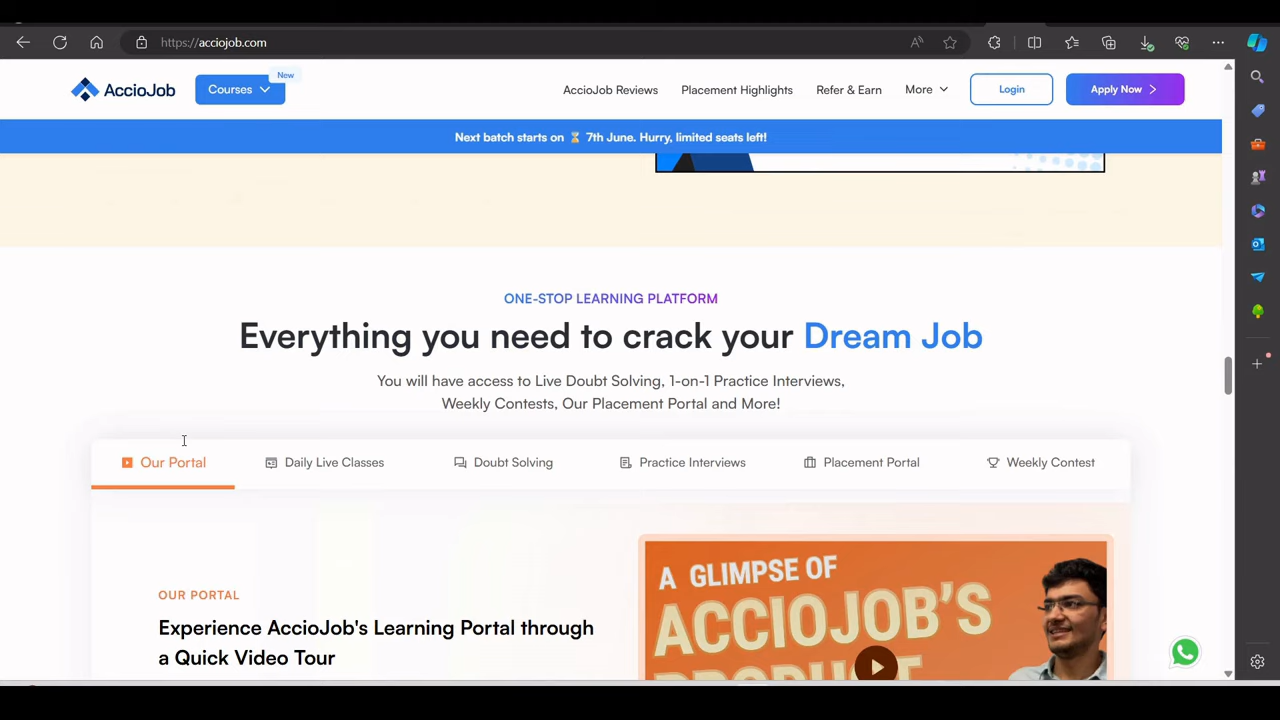 https://acciojob.com
AccioJob
Courses
New
AccioJob Reviews
Placement Highlights
Refer & Earn
More
Login
Apply Now
Next batch starts on ⏳ 7th June. Hurry, limited seats left!
ONE-STOP LEARNING PLATFORM
Everything you need to crack your Dream Job
You will have access to Live Doubt Solving, 1-on-1 Practice Interviews,
Weekly Contests, Our Placement Portal and More!
Our Portal
Daily Live Classes
Doubt Solving
Practice Interviews
Placement Portal
Weekly Contest
OUR PORTAL
Experience AccioJob's Learning Portal through
a Quick Video Tour
A GLIMPSE OF
ACCIOJOB'S
PRODUCT